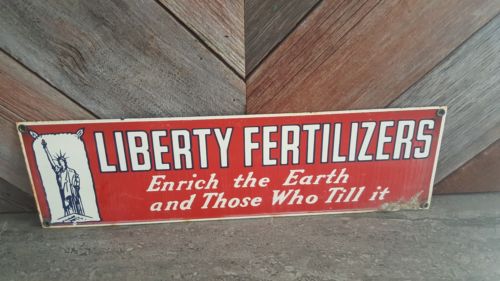 LIBERTY FERTILIZERS
Enrich the Earth
and Those Who Till it